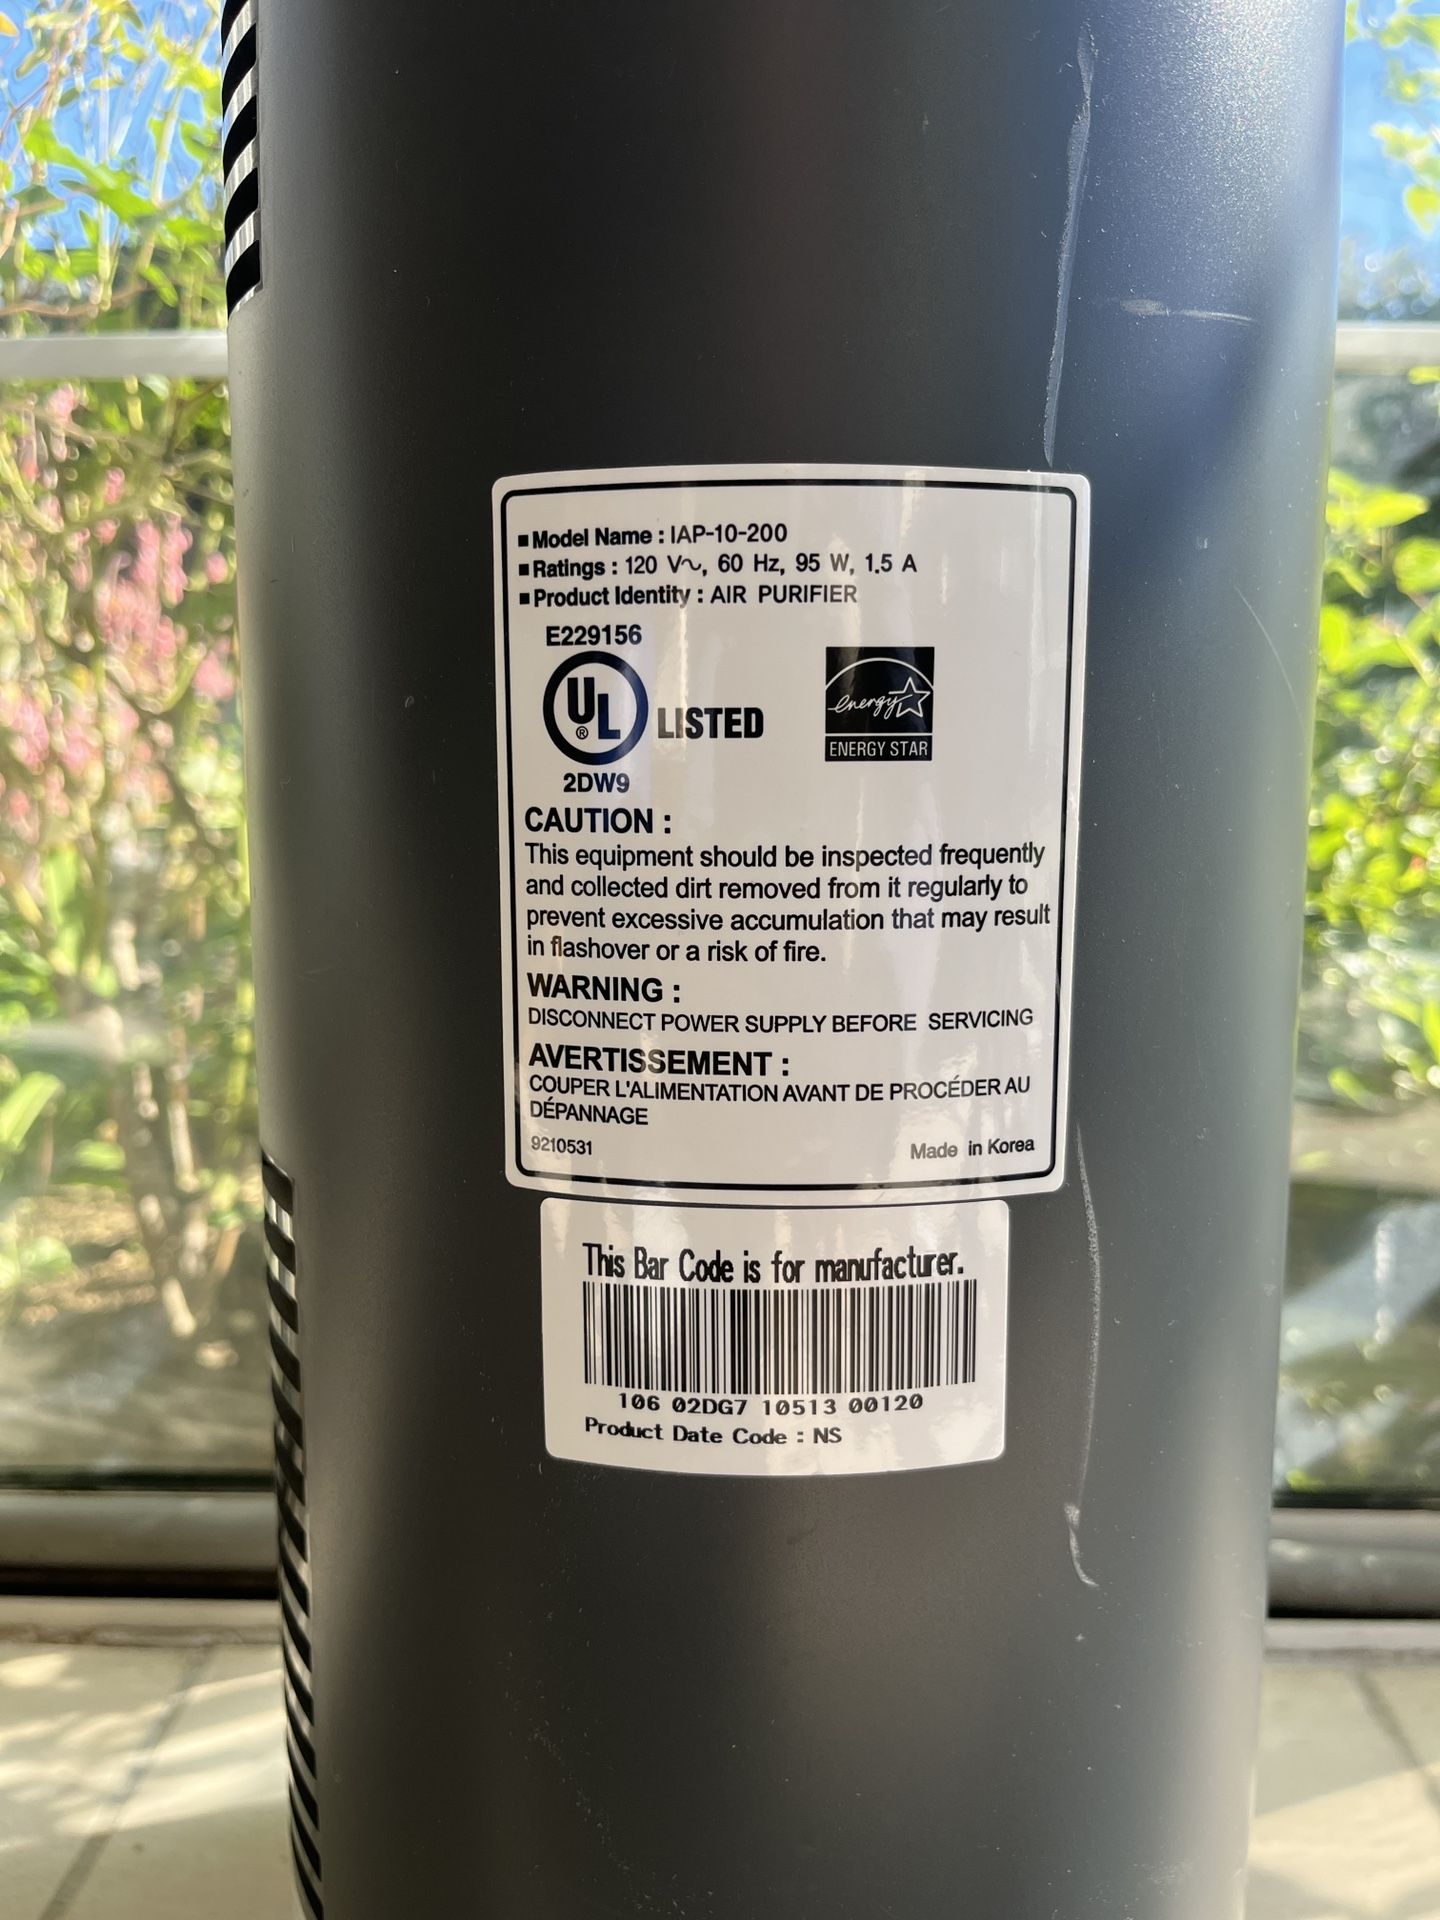 ▪Model Name : IAP-10-200
▪Ratings : 120 V~, 60 Hz, 95 W, 1.5 A
▪Product Identity : AIR PURIFIER
E229156
UL ® LISTED
energy
ENERGY STAR
2DW9
CAUTION :
This equipment should be inspected frequently
and collected dirt removed from it regularly to
prevent excessive accumulation that may result
in flashover or a risk of fire.
WARNING :
DISCONNECT POWER SUPPLY BEFORE SERVICING
AVERTISSEMENT :
COUPER L'ALIMENTATION AVANT DE PROCÉDER AU
DÉPANNAGE
9210531 Made in Korea
This Bar Code is for manufacturer.
106 02DG7 10513 00120
Product Date Code : NS